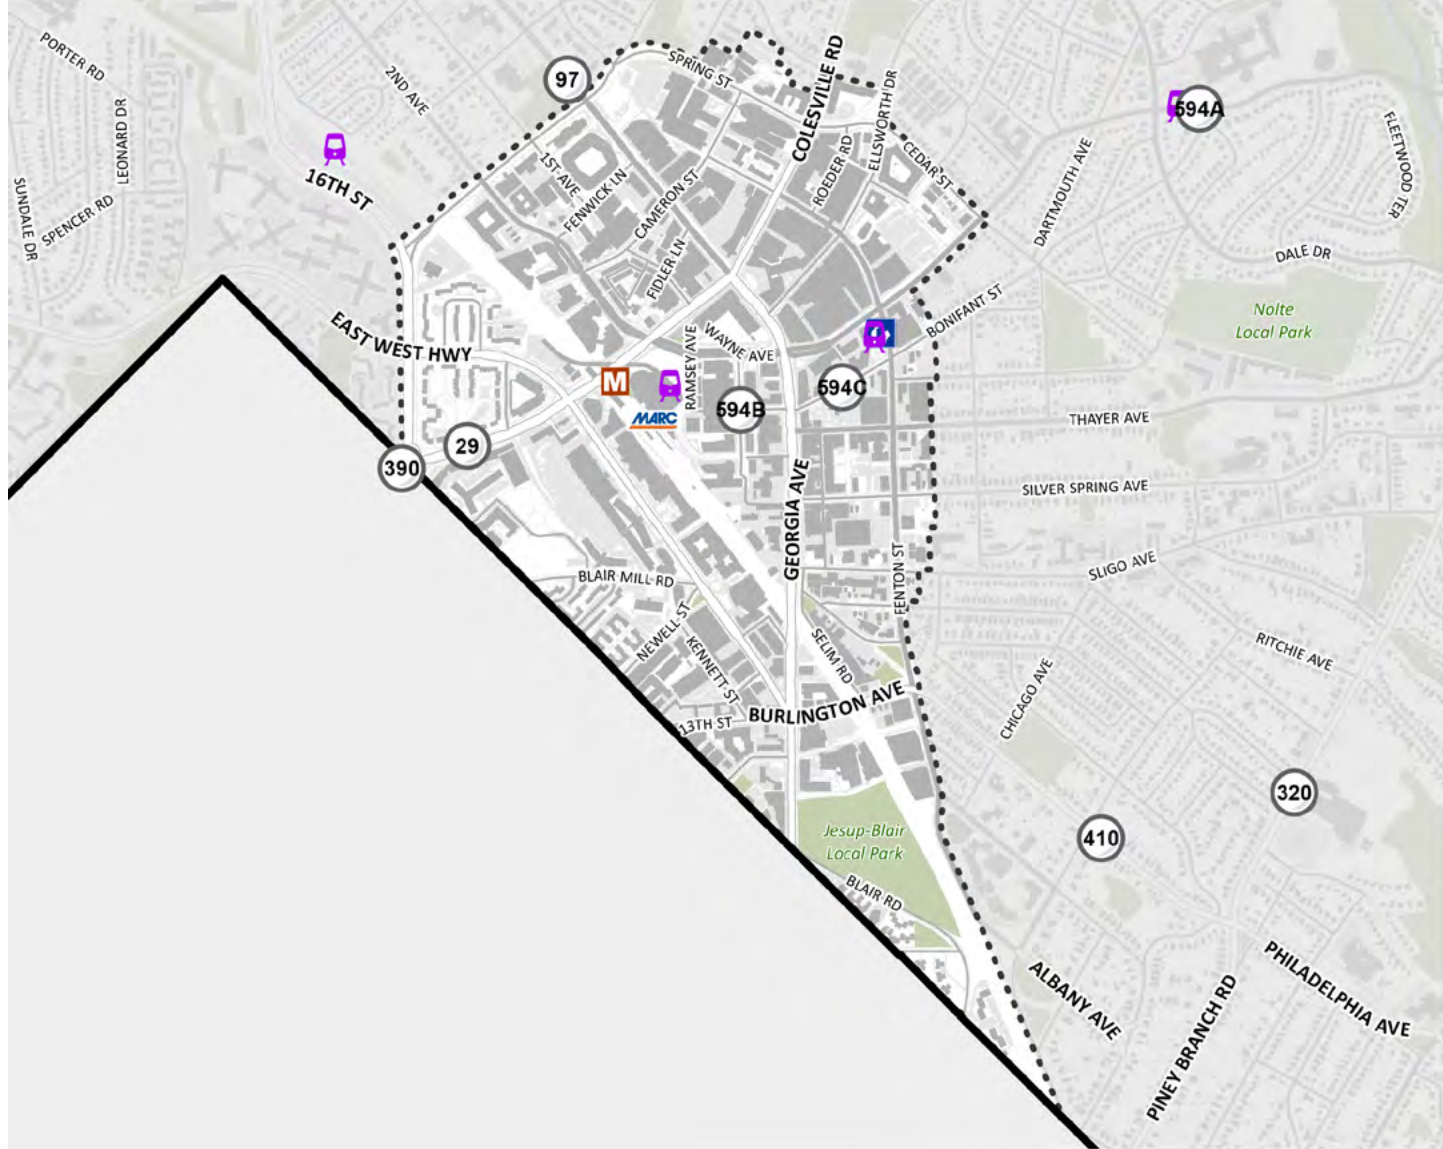 PORTER RD
2ND AVE
97
SPRING ST
COLESVILLE RD
ELLSWORTH DR
594A
LEONARD DR
16TH ST
1ST AVE
FENWICK LN
CAMERON ST
ROEDER RD
CEDAR ST
DARTMOUTH AVE
FLEETWOOD TER
SUNDALE DR
SPENCER RD
FIDLER LN
DALE DR
BONIFANT ST
Nolte
Local Park
EAST WEST HWY
RAMSEY AVE
WAYNE AVE
M
MARC
594B
594C
THAYER AVE
29
390
GEORGIA AVE
SILVER SPRING AVE
FENTON ST
SLIGO AVE
BLAIR MILL RD
NEWELL ST
KENNETT ST
SELIM RD
RITCHIE AVE
CHICAGO AVE
13TH ST
BURLINGTON AVE
320
410
Jesup-Blair
Local Park
BLAIR RD
ALBANY AVE
PHILADELPHIA AVE
PINEY BRANCH RD